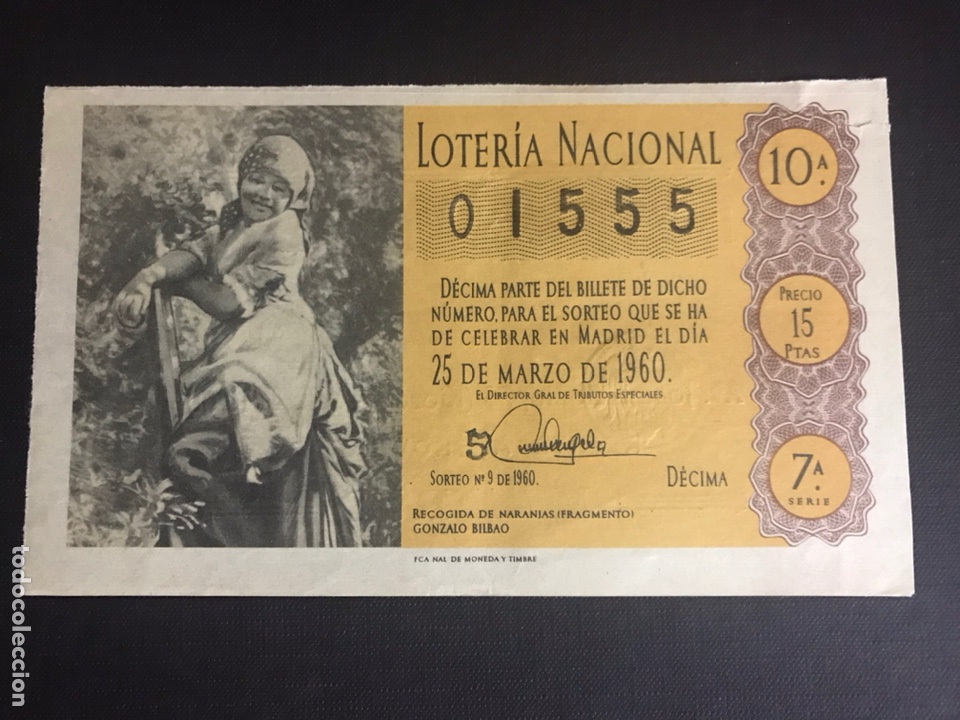 LOTERÍA NACIONAL
01555
DÉCIMA PARTE DEL BILLETE DE DICHO
NÚMERO, PARA EL SORTEO QUE SE HA
DE CELEBRAR EN MADRID EL DÍA
25 DE MARZO DE 1960.
EL DIRECTOR GRAL DE TRIBUTOS ESPECIALES
5
SORTEO Nº 9 DE 1960.
DÉCIMA
RECOGIDA DE NARANJAS (FRAGMENTO)
GONZALO BILBAO
FCA NAL DE MONEDA Y TIMBRE
10ª.
PRECIO
15
PTAS
7ª.
SERIE
todocoleccion